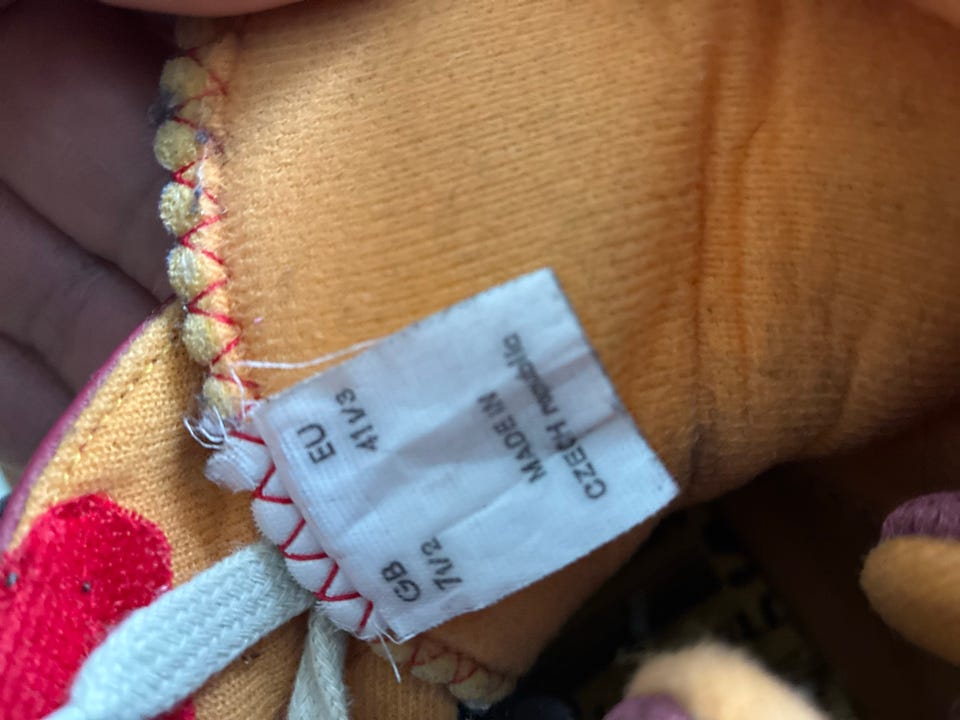 GB EU
7 1/2 41 1/3
MADE IN
CZECH republic